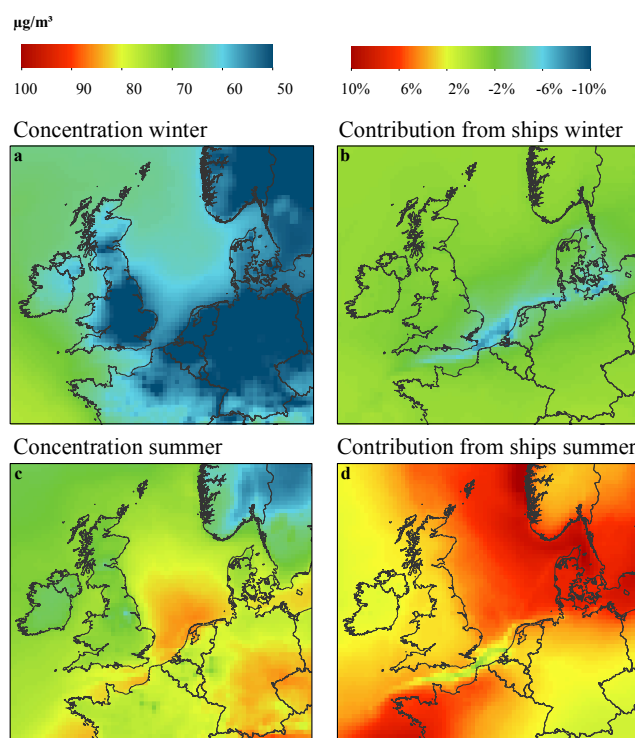 µg/m³
100 90 80 70 60 50
10% 6% 2% -2% -6% -10%
Concentration winter
Contribution from ships winter
a
b
Concentration summer
Contribution from ships summer
c
d